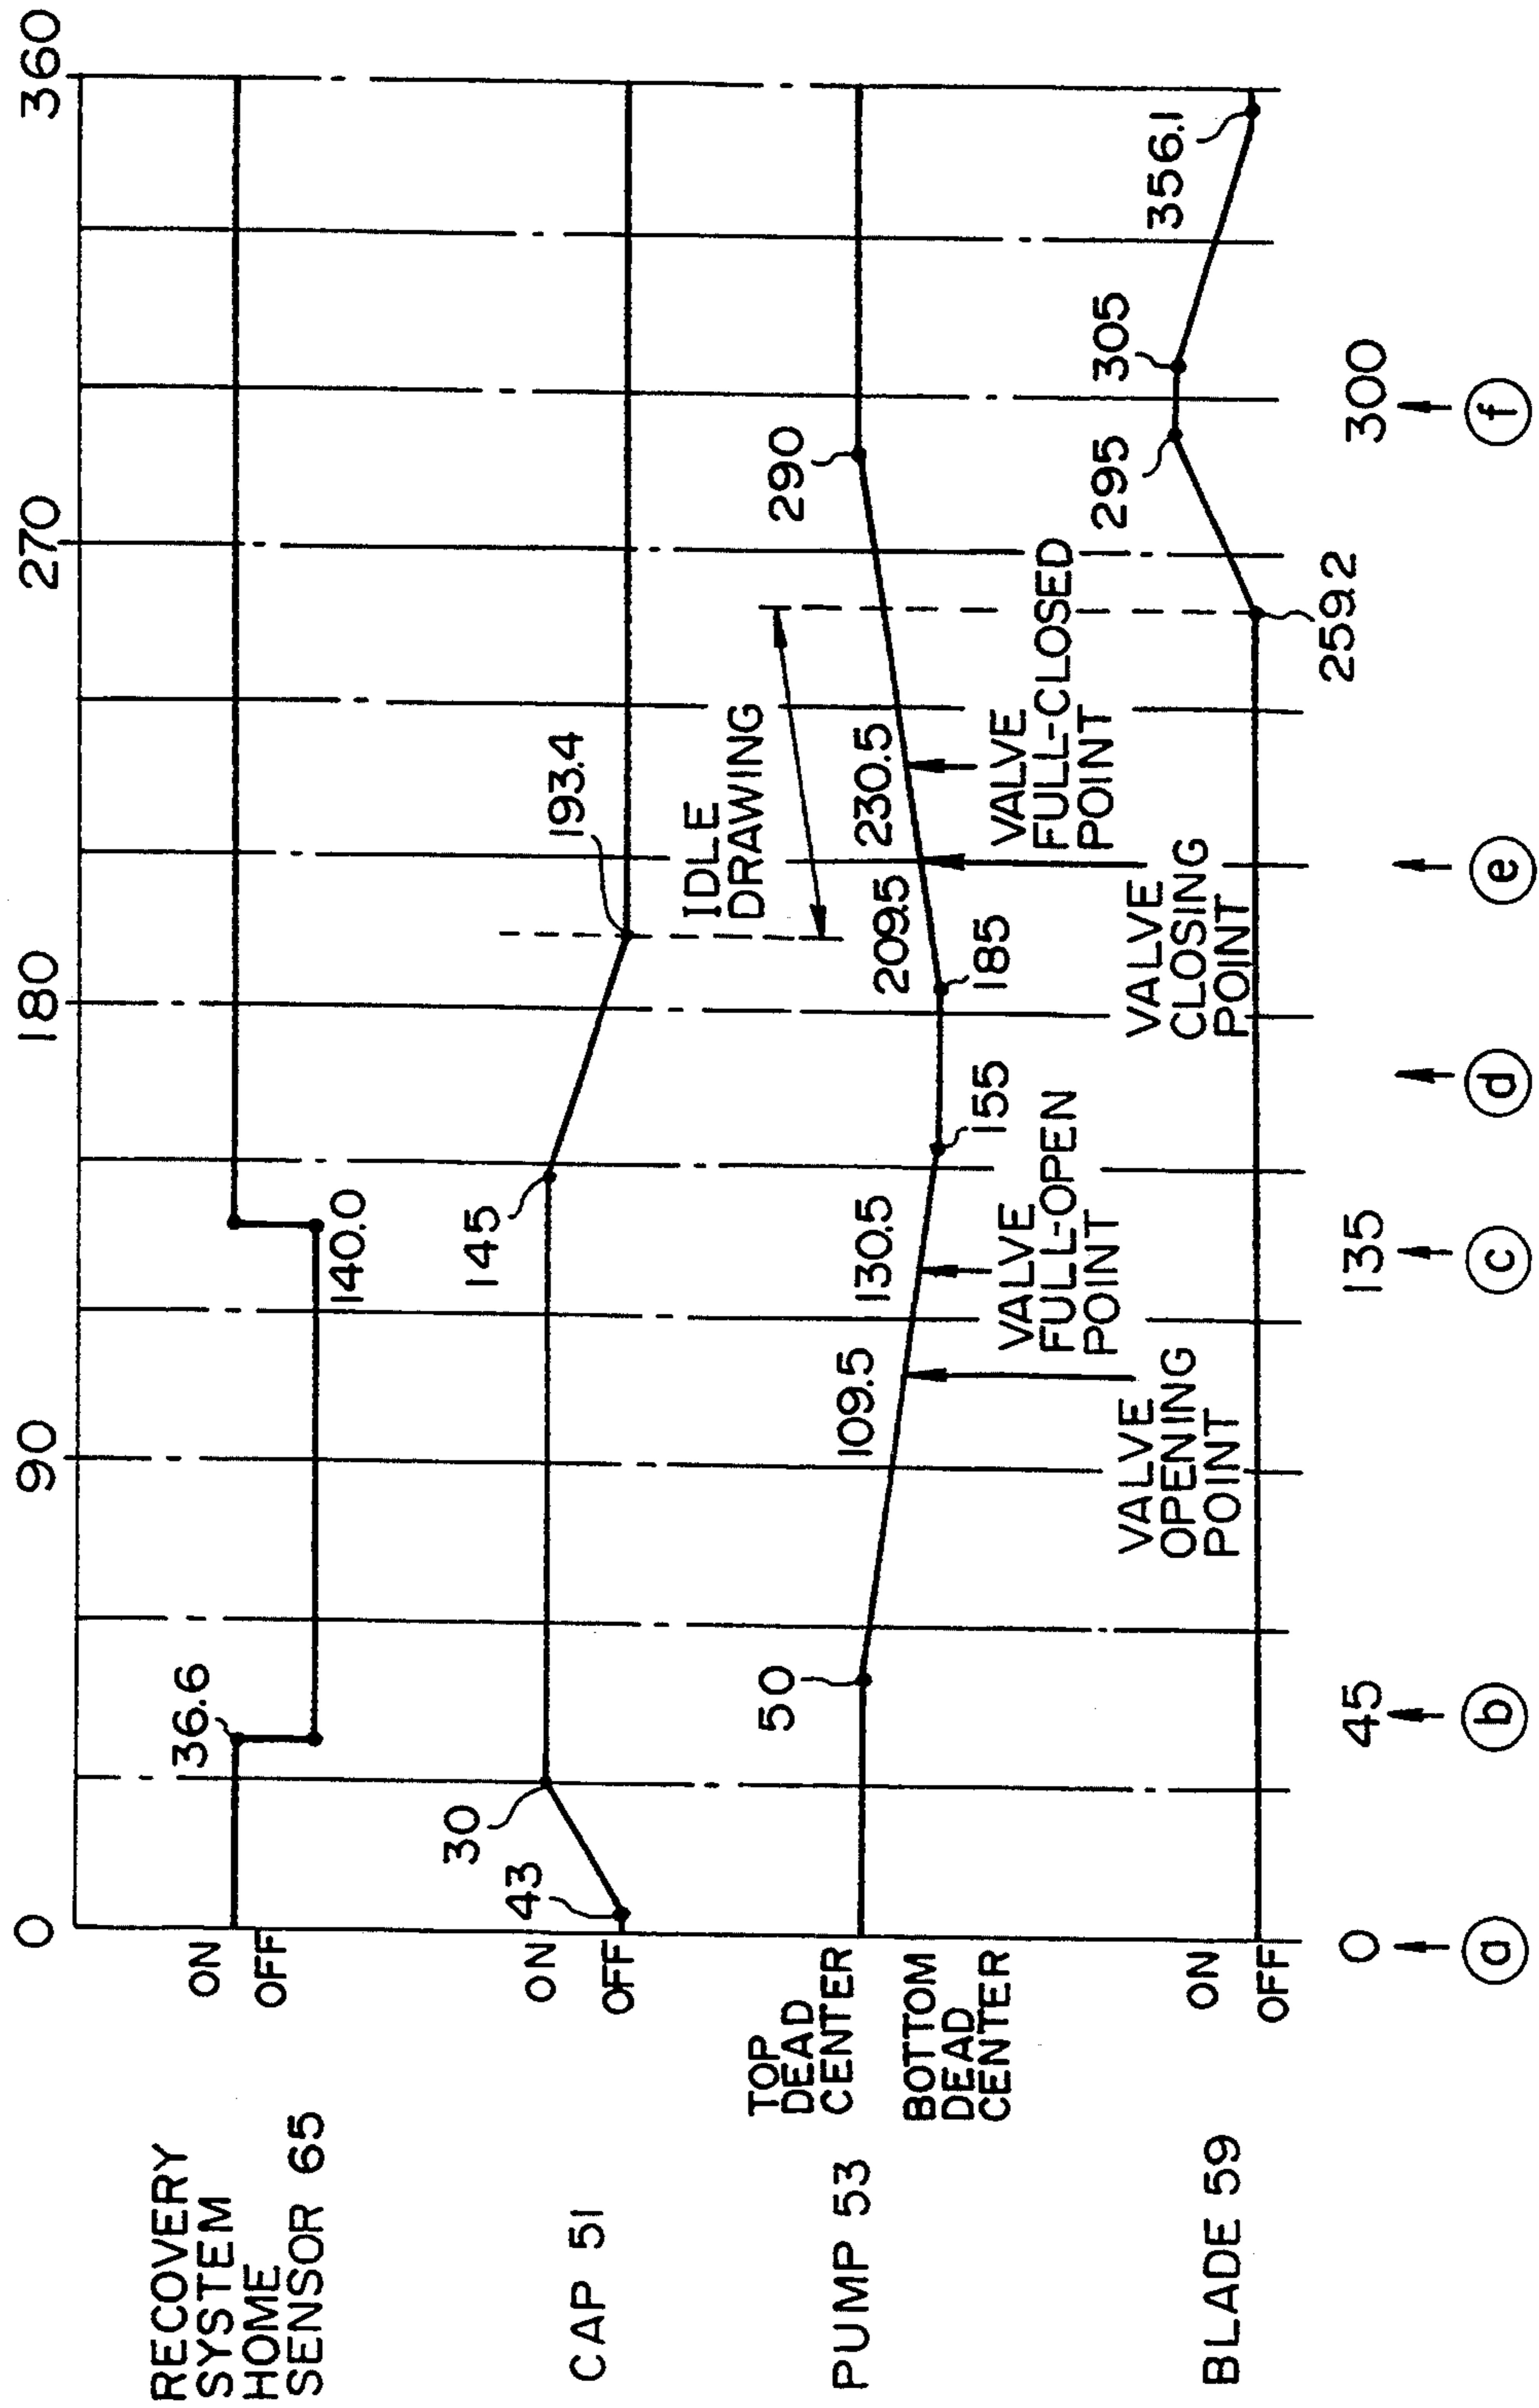 0 90 180 270 360
RECOVERY
SYSTEM
HOME
SENSOR 65
ON
OFF
36.6
140.0
CAP 51
ON
OFF
43
30
145
193.4
IDLE
DRAWING
PUMP 53
TOP
DEAD
CENTER
BOTTOM
DEAD
CENTER
50
109.5
130.5
155
185
209.5
230.5
290
VALVE
OPENING
POINT
VALVE
FULL-OPEN
POINT
VALVE
CLOSING
POINT
VALVE
FULL-CLOSED
POINT
BLADE 59
ON
OFF
259.2
295
305
356.1
0 45 135 300
a b c d e f